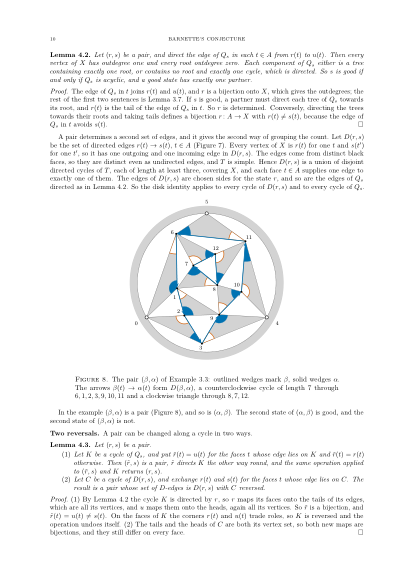 10 BARNETTE'S CONJECTURE
Lemma 4.2. Let (r, s) be a pair, and direct the edge of Qₛ in each t ∈ A from r(t) to u(t). Then every
vertex of X has outdegree one and every root outdegree zero. Each component of Qₛ either is a tree
containing exactly one root, or contains no root and exactly one cycle, which is directed. So s is good if
and only if Qₛ is acyclic, and a good state has exactly one partner.
Proof. The edge of Qₛ in t joins r(t) and u(t), and r is a bijection onto X, which gives the outdegrees; the
rest of the first two sentences is Lemma 3.7. If s is good, a partner must direct each tree of Qₛ towards
its root, and r(t) is the tail of the edge of Qₛ in t. So r is determined. Conversely, directing the trees
towards their roots and taking tails defines a bijection r : A → X with r(t) ≠ s(t), because the edge of
Qₛ in t avoids s(t). □
A pair determines a second set of edges, and it gives the second way of grouping the count. Let D(r, s)
be the set of directed edges r(t) → s(t), t ∈ A (Figure 7). Every vertex of X is r(t) for one t and s(t′)
for one t′, so it has one outgoing and one incoming edge in D(r, s). The edges come from distinct black
faces, so they are distinct even as undirected edges, and T is simple. Hence D(r, s) is a union of disjoint
directed cycles of T, each of length at least three, covering X, and each face t ∈ A supplies one edge to
exactly one of them. The edges of D(r, s) are chosen sides for the state r, and so are the edges of Qₛ
directed as in Lemma 4.2. So the disk identity applies to every cycle of D(r, s) and to every cycle of Qₛ.
5
6
11
12
7
8
10
1
2
9
0
4
3
Figure 8. The pair (β, α) of Example 3.3: outlined wedges mark β, solid wedges α.
The arrows β(t) → α(t) form D(β, α), a counterclockwise cycle of length 7 through
6, 1, 2, 3, 9, 10, 11 and a clockwise triangle through 8, 7, 12.
In the example (β, α) is a pair (Figure 8), and so is (α, β). The second state of (α, β) is good, and the
second state of (β, α) is not.
Two reversals. A pair can be changed along a cycle in two ways.
Lemma 4.3. Let (r, s) be a pair.
(1) Let K be a cycle of Qₛ, and put r̄(t) = u(t) for the faces t whose edge lies on K and r̄(t) = r(t)
otherwise. Then (r̄, s) is a pair, r̄ directs K the other way round, and the same operation applied
to (r̄, s) and K returns (r, s).
(2) Let C be a cycle of D(r, s), and exchange r(t) and s(t) for the faces t whose edge lies on C. The
result is a pair whose set of D-edges is D(r, s) with C reversed.
Proof. (1) By Lemma 4.2 the cycle K is directed by r, so r maps its faces onto the tails of its edges,
which are all its vertices, and u maps them onto the heads, again all its vertices. So r̄ is a bijection, and
r̄(t) = u(t) ≠ s(t). On the faces of K the corners r(t) and u(t) trade roles, so K is reversed and the
operation undoes itself. (2) The tails and the heads of C are both its vertex set, so both new maps are
bijections, and they still differ on every face. □